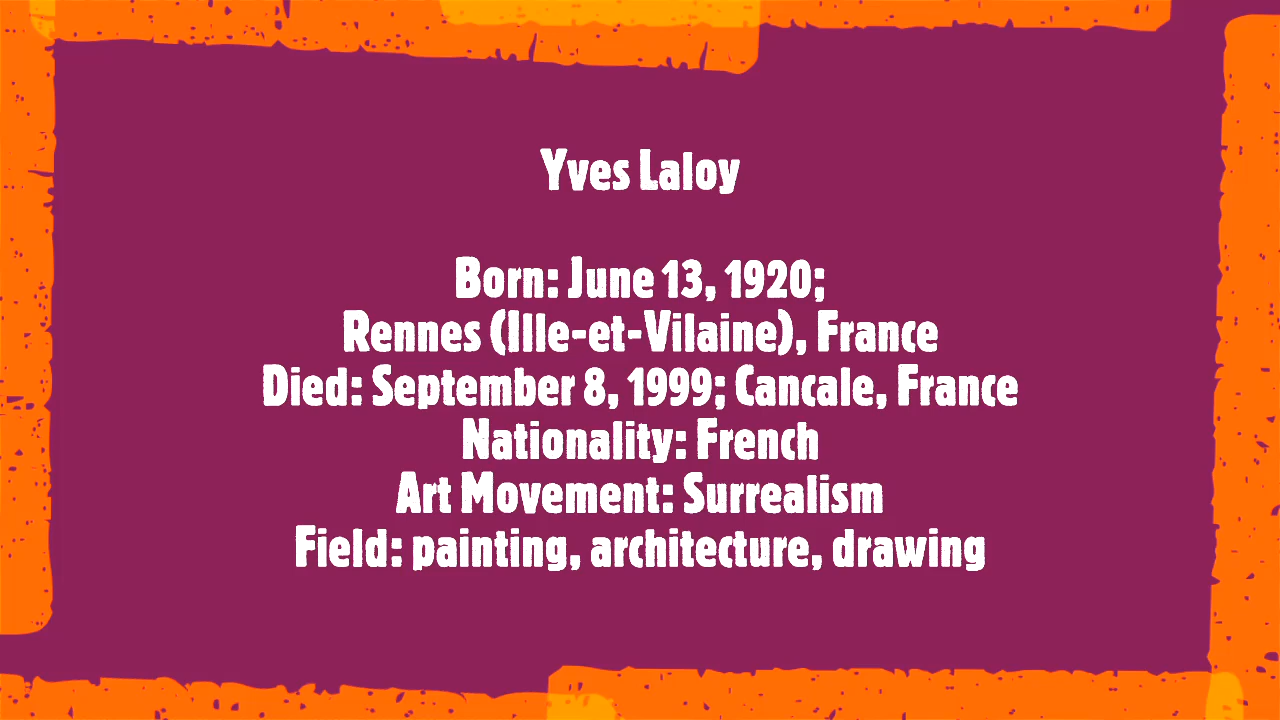 Yves Laloy
Born: June 13, 1920;
Rennes (Ille-et-Vilaine), France
Died: September 8, 1999; Cancale, France
Nationality: French
Art Movement: Surrealism
Field: painting, architecture, drawing